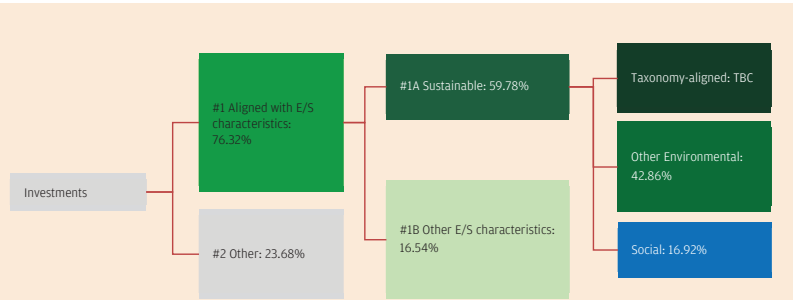 Investments
#1 Aligned with E/S
characteristics:
76.32%
#2 Other: 23.68%
#1A Sustainable: 59.78%
#1B Other E/S characteristics:
16.54%
Taxonomy-aligned: TBC
Other Environmental:
42.86%
Social: 16.92%